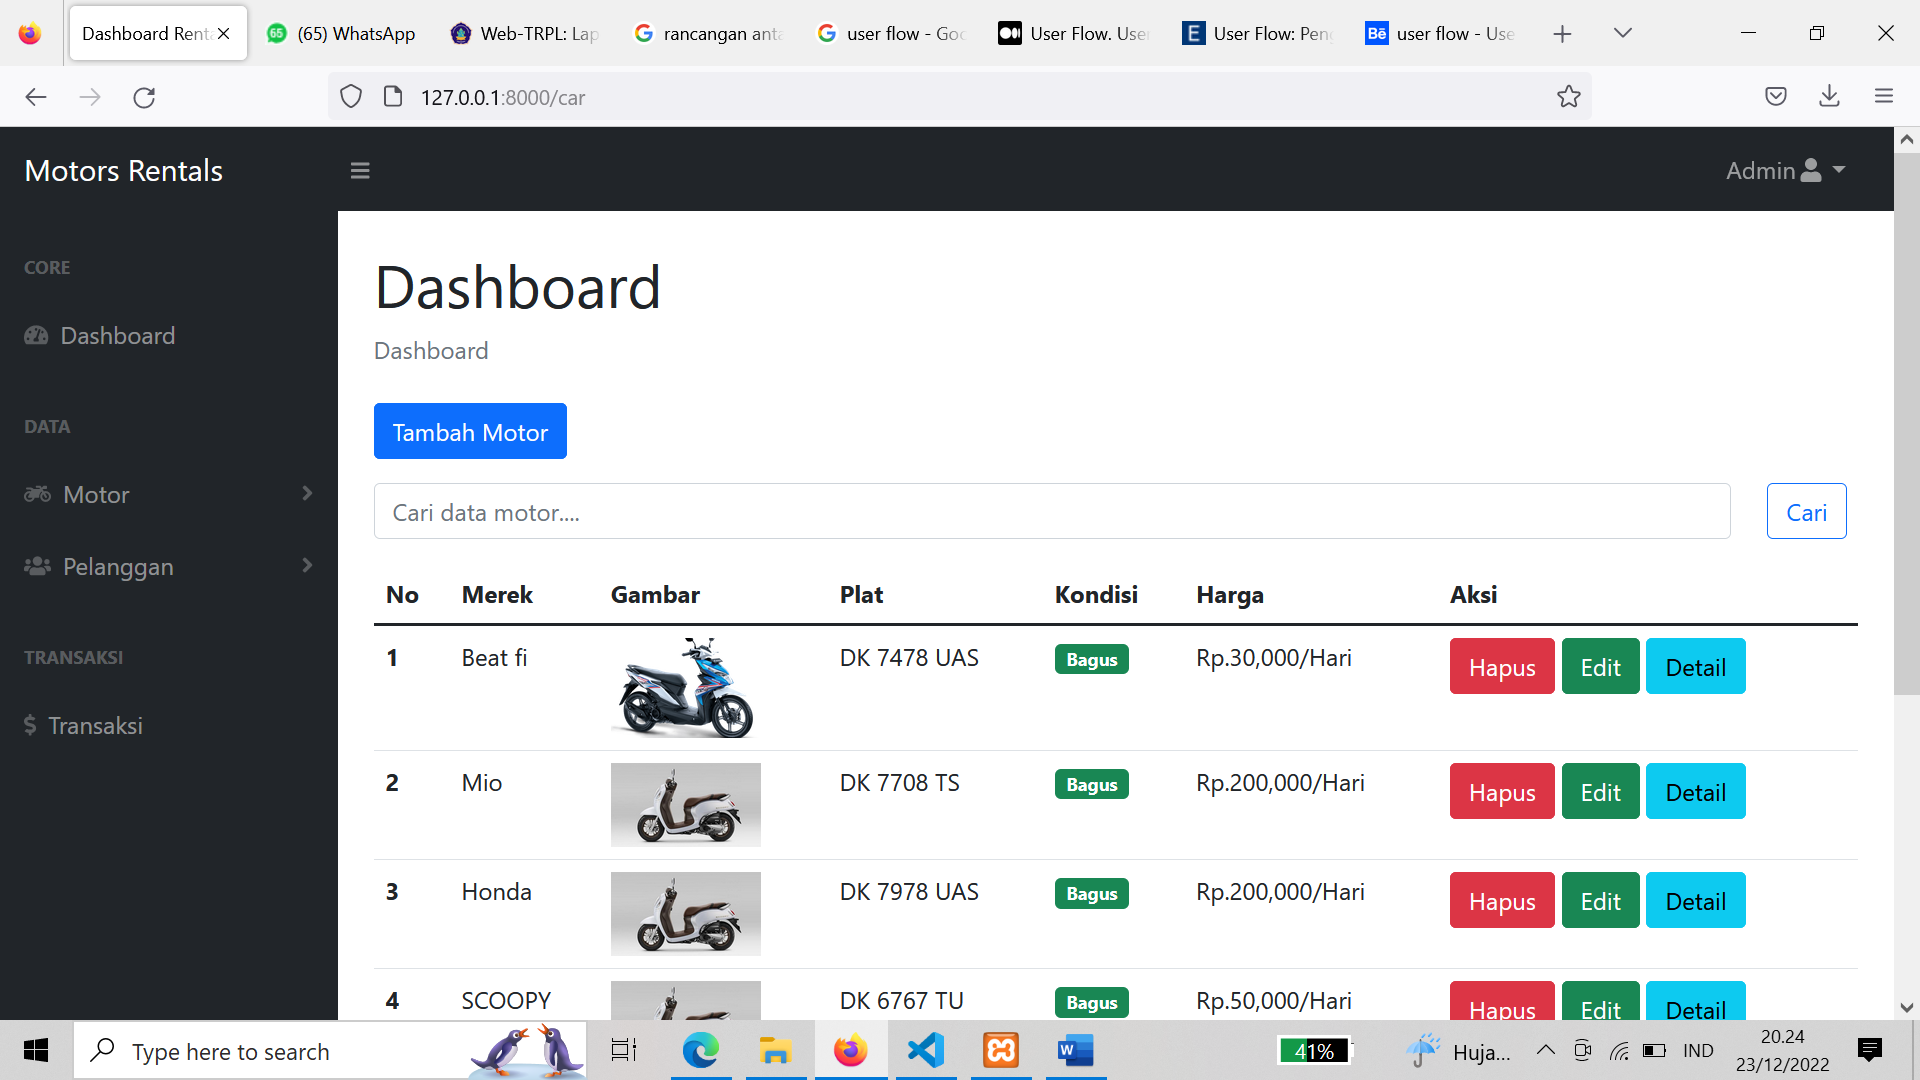 Dashboard Renta
(65) WhatsApp
Web-TRPL: Lap
rancangan anta
user flow - Goo
User Flow. User
User Flow: Peng
user flow - Use
127.0.0.1:8000/car
Motors Rentals
Admin
CORE
Dashboard
DATA
Motor
Pelanggan
TRANSAKSI
Transaksi
Dashboard
Dashboard
Tambah Motor
Cari data motor....
Cari
No Merek Gambar Plat Kondisi Harga Aksi
1 Beat fi DK 7478 UAS Bagus Rp.30,000/Hari Hapus Edit Detail
2 Mio DK 7708 TS Bagus Rp.200,000/Hari Hapus Edit Detail
3 Honda DK 7978 UAS Bagus Rp.200,000/Hari Hapus Edit Detail
4 SCOOPY DK 6767 TU Bagus Rp.50,000/Hari Hapus Edit Detail
Type here to search
41%
Huja...
IND
20.24
23/12/2022